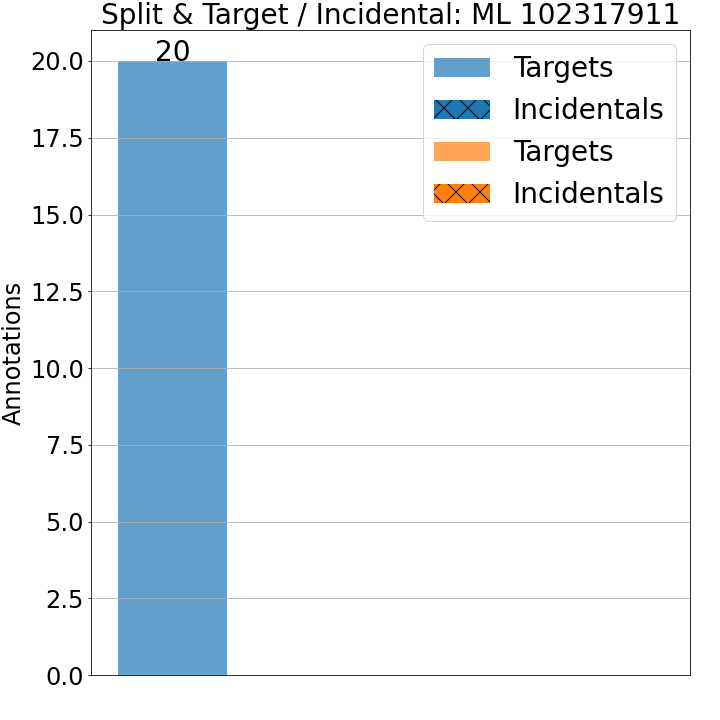 Split & Target / Incidental: ML 102317911
20
Targets
Incidentals
Targets
Incidentals
Annotations
20.0
17.5
15.0
12.5
10.0
7.5
5.0
2.5
0.0